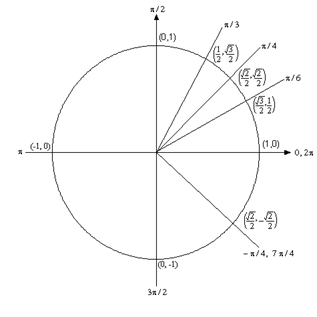 π/2
π/3
(0,1)
(1/2, √3/2)
π/4
(√2/2, √2/2)
π/6
(√3/2, 1/2)
π
(-1, 0)
(1,0)
0, 2π
(√2/2, -√2/2)
-π/4, 7π/4
(0, -1)
3π/2